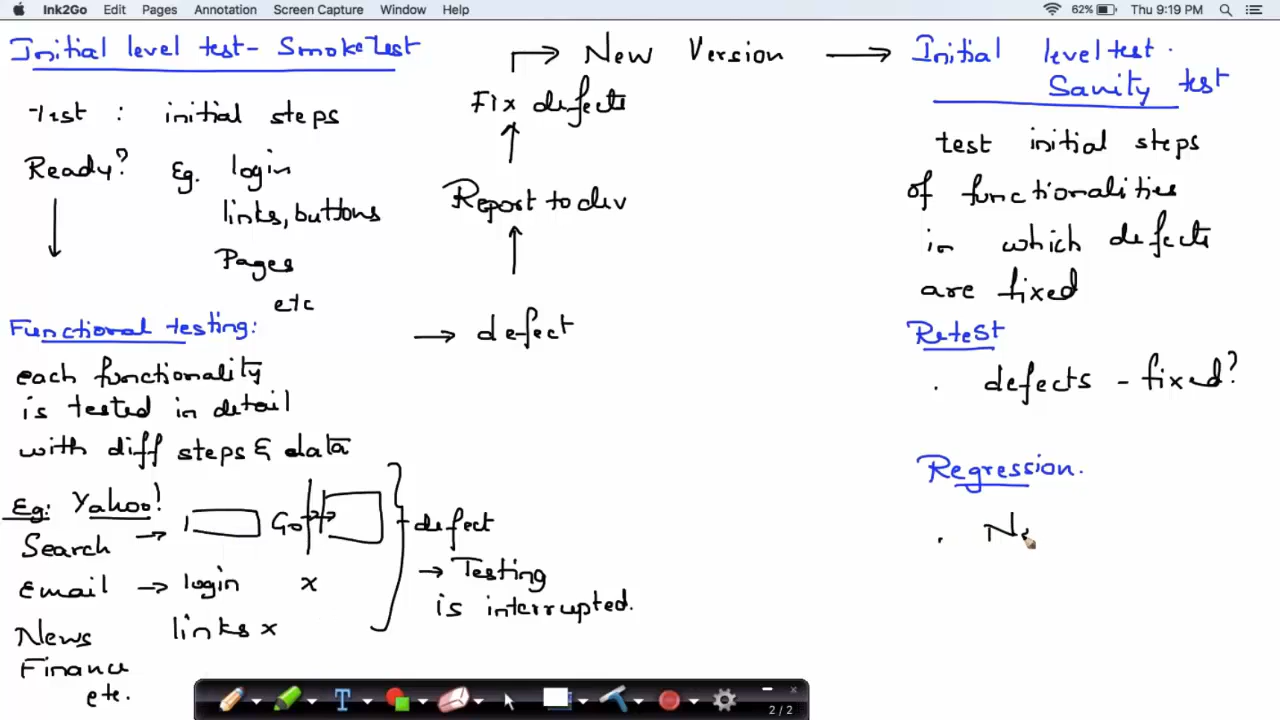 Ink2Go Edit Pages Annotation Screen Capture Window Help
62% Thu 9:19 PM
Initial level test - Smoke Test
Test : initial steps
Ready? Eg. login
links, buttons
Pages
etc
Functional testing:
each functionality
is tested in detail
with diff steps & data
Eg: Yahoo!
Search → Go
Email → login x
News links x
Finance
etc.
defect
→ Testing
is interrupted.
→ defect
Report to dev
Fix defects
→ New Version →
Initial level test.
Sanity test
test initial steps
of functionalities
in which defects
are fixed
Retest
. defects - fixed?
Regression.
. Ne
2 / 2